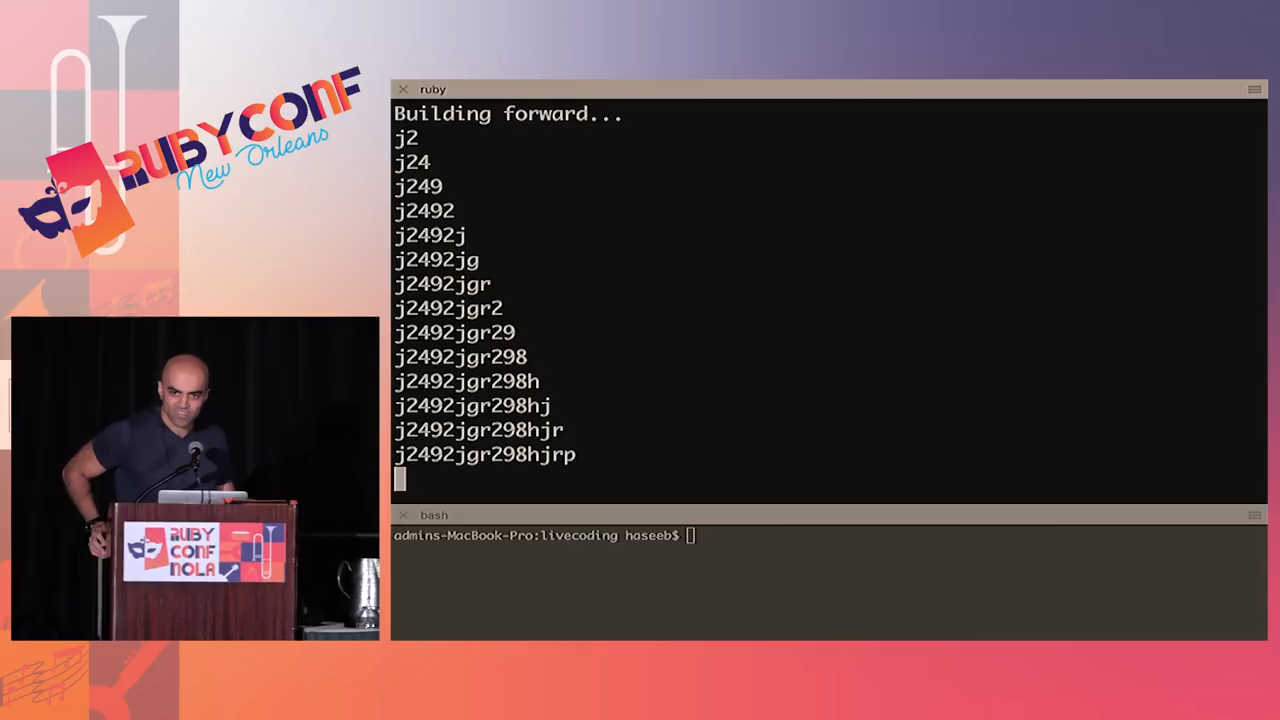 RUBYCONF
New Orleans
ruby
Building forward...
j2
j24
j249
j2492
j2492j
j2492jg
j2492jgr
j2492jgr2
j2492jgr29
j2492jgr298
j2492jgr298h
j2492jgr298hj
j2492jgr298hjr
j2492jgr298hjrp
bash
admins-MacBook-Pro:livecoding haseeb$
RUBY
CONF
NOLA